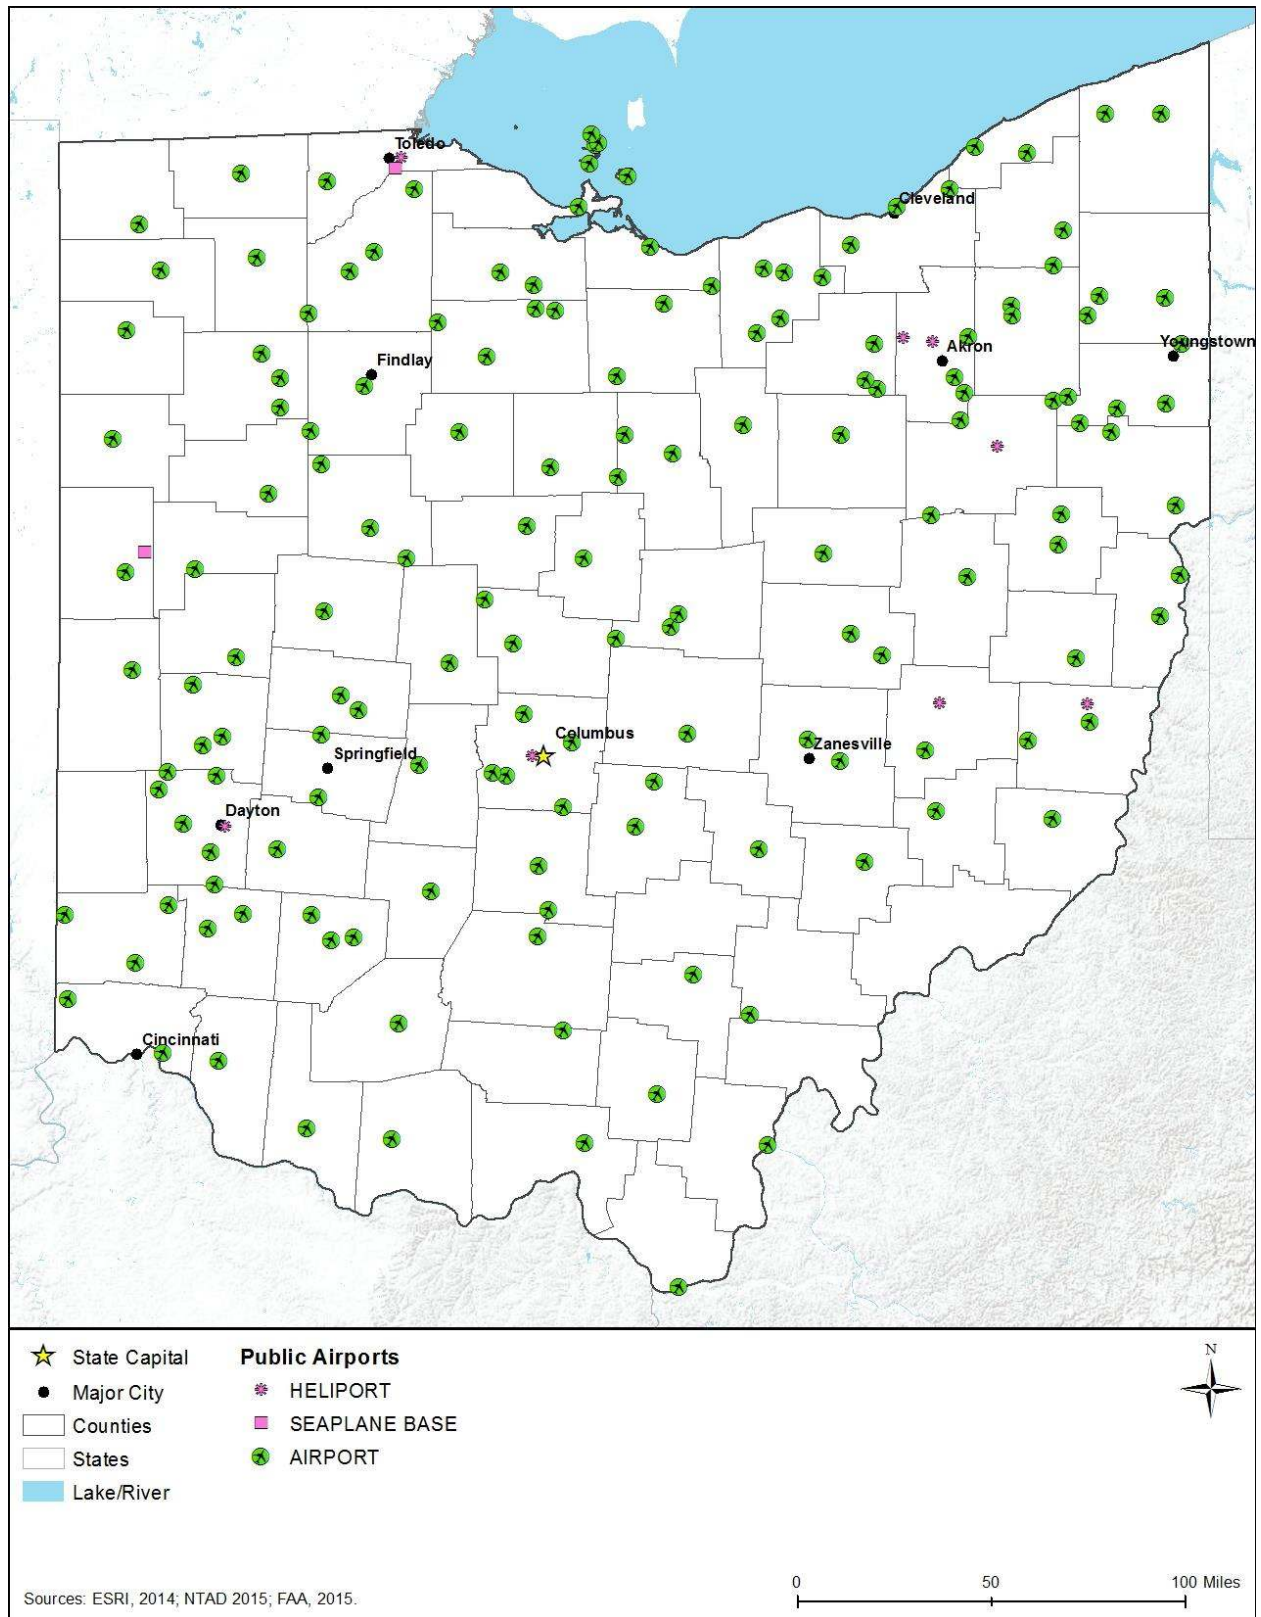 Toledo
Cleveland
Youngstown
Akron
Findlay
Columbus
Zanesville
Springfield
Dayton
Cincinnati
State Capital
Major City
Counties
States
Lake/River
Public Airports
HELIPORT
SEAPLANE BASE
AIRPORT
N
0 50 100 Miles
Sources: ESRI, 2014; NTAD 2015; FAA, 2015.